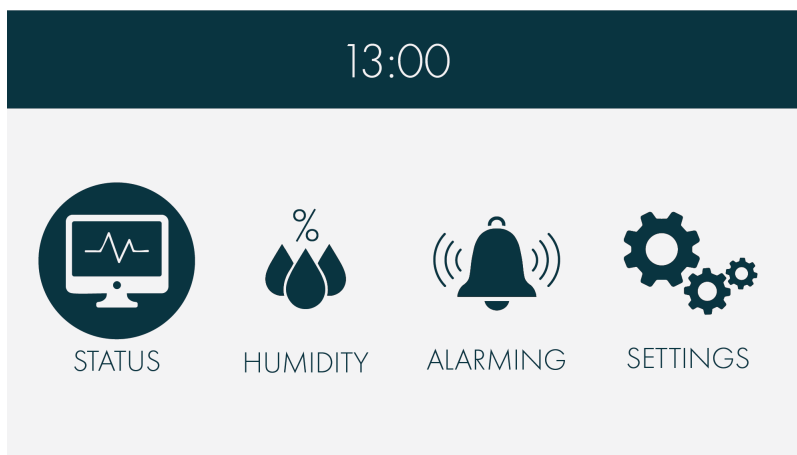 13:00
%
STATUS
HUMIDITY
ALARMING
SETTINGS